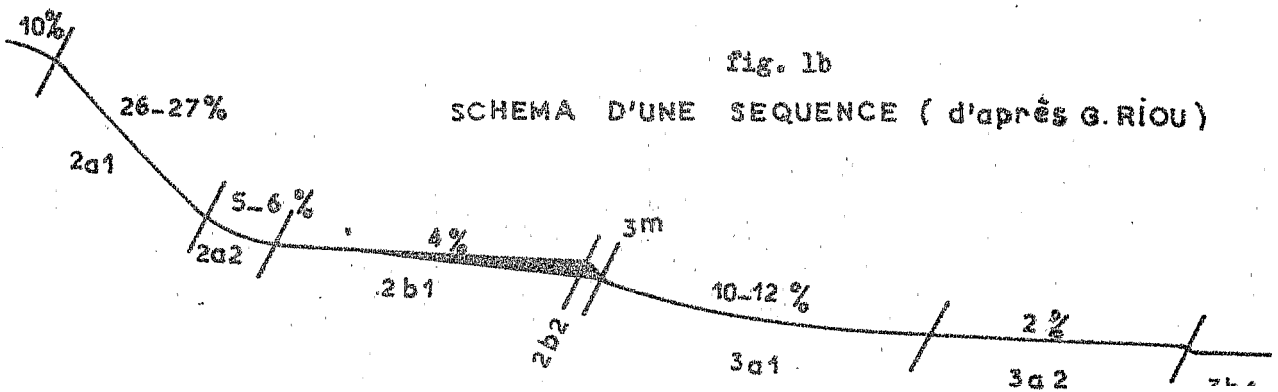 10%
fig. 1b
SCHEMA D'UNE SEQUENCE ( d'après G. RIOU )
26-27%
2a1
5-6 %
2a2
4%
2b1
3m
2b2
10-12 %
3a1
2 %
3a2